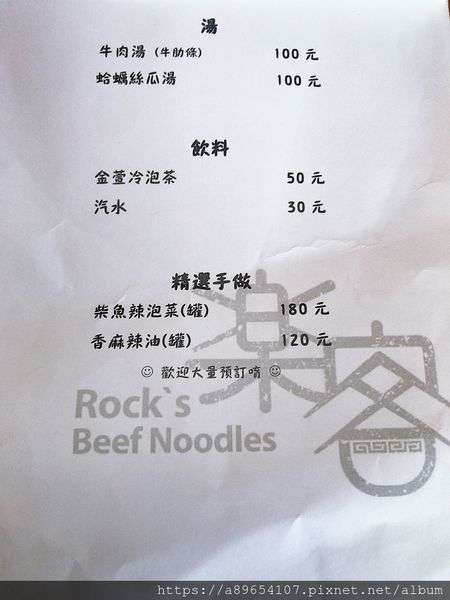 湯
牛肉湯 (牛肋條) 100 元
蛤蠣絲瓜湯 100 元
飲料
金萱冷泡茶 50 元
汽水 30 元
精選手做
柴魚辣泡菜(罐) 180 元
香麻辣油(罐) 120 元
☺ 歡迎大量預訂唷 ☺
樂客
Rock`s
Beef Noodles
https://a89654107.pixnet.net/album